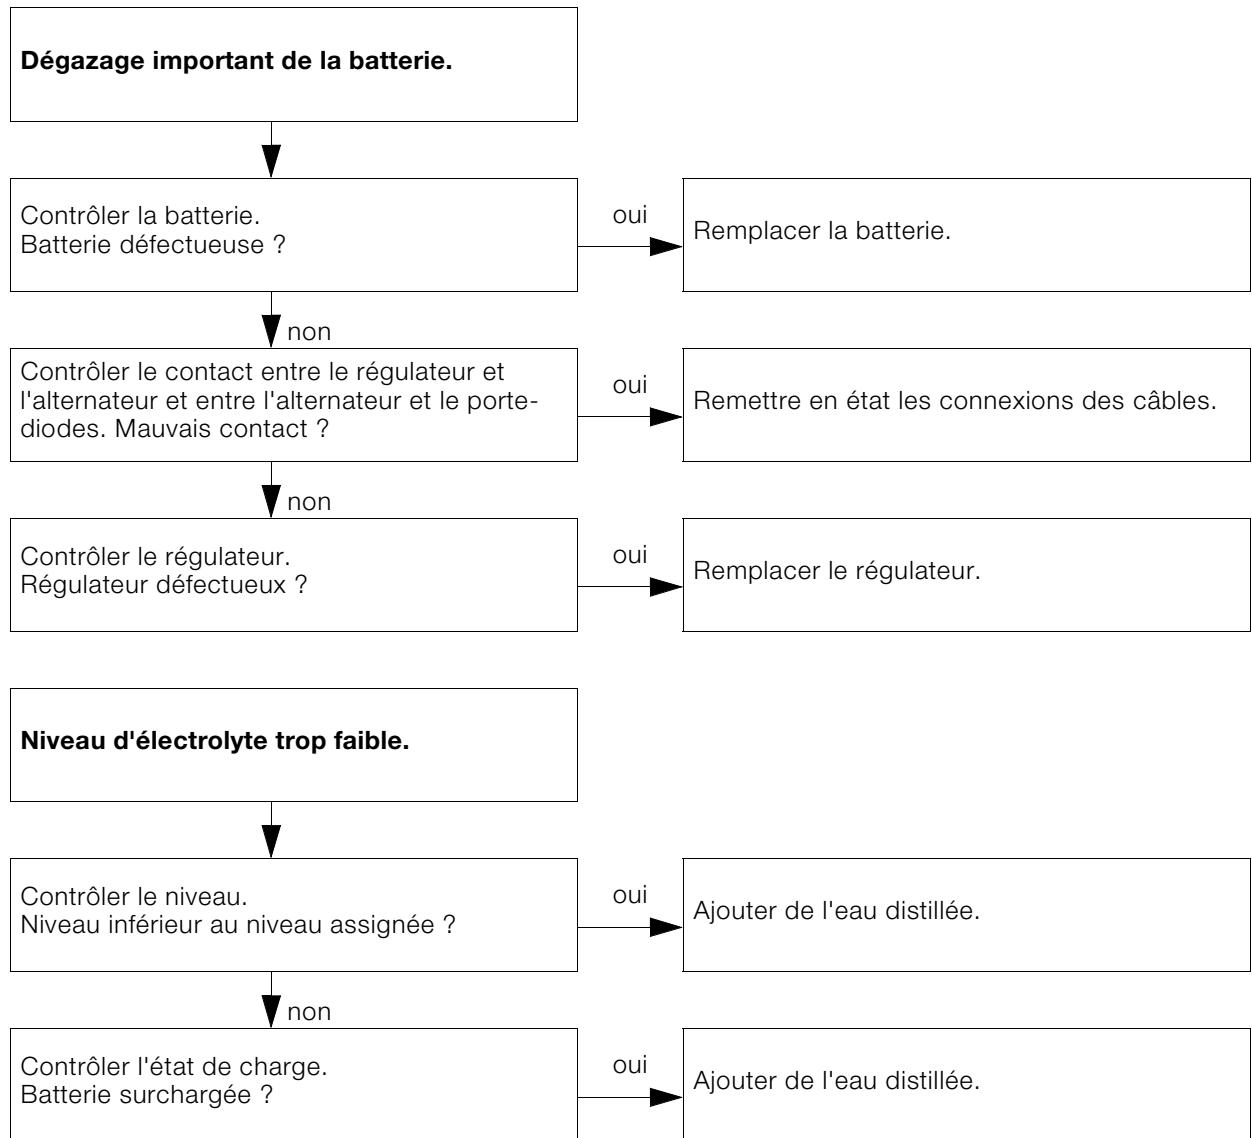 Dégazage important de la batterie.
Contrôler la batterie.
Batterie défectueuse ?
oui
Remplacer la batterie.
non
Contrôler le contact entre le régulateur et
l'alternateur et entre l'alternateur et le porte-
diodes. Mauvais contact ?
oui
Remettre en état les connexions des câbles.
non
Contrôler le régulateur.
Régulateur défectueux ?
oui
Remplacer le régulateur.
Niveau d'électrolyte trop faible.
Contrôler le niveau.
Niveau inférieur au niveau assignée ?
oui
Ajouter de l'eau distillée.
non
Contrôler l'état de charge.
Batterie surchargée ?
oui
Ajouter de l'eau distillée.